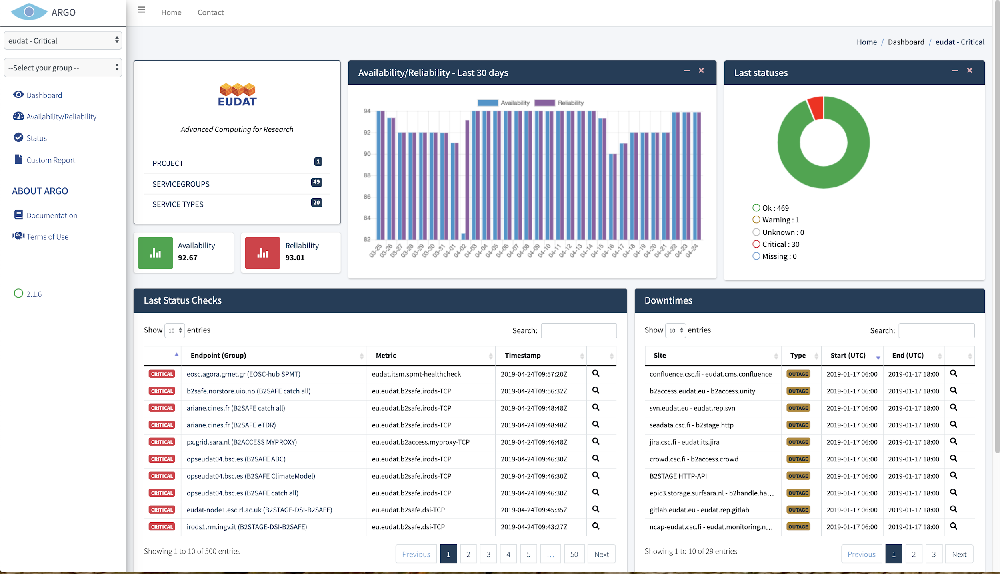 ARGO
Home Contact
eudat - Critical
--Select your group --
Dashboard
Availability/Reliability
Status
Custom Report
ABOUT ARGO
Documentation
Terms of Use
2.1.6
Home / Dashboard / eudat - Critical
EUDAT
Advanced Computing for Research
PROJECT 1
SERVICEGROUPS 49
SERVICE TYPES 20
Availability
92.67
Reliability
93.01
Availability/Reliability - Last 30 days
Availability Reliability
94
92
90
88
86
84
82
03-25 03-26 03-27 03-28 03-29 03-30 03-31 04-01 04-02 04-03 04-04 04-05 04-06 04-07 04-08 04-09 04-10 04-11 04-12 04-13 04-14 04-15 04-16 04-17 04-18 04-19 04-20 04-21 04-22 04-23 04-24
Last statuses
Ok : 469
Warning : 1
Unknown : 0
Critical : 30
Missing : 0
Last Status Checks
Show 10 entries Search:
Endpoint (Group) Metric Timestamp
CRITICAL eosc.agora.grnet.gr (EOSC-hub SPMT) eudat.itsm.spmt-healthcheck 2019-04-24T09:57:20Z
CRITICAL b2safe.norstore.uio.no (B2SAFE catch all) eu.eudat.b2safe.irods-TCP 2019-04-24T09:56:32Z
CRITICAL ariane.cines.fr (B2SAFE catch all) eu.eudat.b2safe.irods-TCP 2019-04-24T09:48:48Z
CRITICAL ariane.cines.fr (B2SAFE eTDR) eu.eudat.b2safe.irods-TCP 2019-04-24T09:48:48Z
CRITICAL px.grid.sara.nl (B2ACCESS MYPROXY) eu.eudat.b2access.myproxy-TCP 2019-04-24T09:46:48Z
CRITICAL opseudat04.bsc.es (B2SAFE ABC) eu.eudat.b2safe.irods-TCP 2019-04-24T09:46:30Z
CRITICAL opseudat04.bsc.es (B2SAFE ClimateModel) eu.eudat.b2safe.irods-TCP 2019-04-24T09:46:30Z
CRITICAL opseudat04.bsc.es (B2SAFE catch all) eu.eudat.b2safe.irods-TCP 2019-04-24T09:46:30Z
CRITICAL eudat-node1.esc.rl.ac.uk (B2STAGE-DSI-B2SAFE) eu.eudat.b2safe.dsi-TCP 2019-04-24T09:45:35Z
CRITICAL irods1.rm.ingv.it (B2STAGE-DSI-B2SAFE) eu.eudat.b2safe.dsi-TCP 2019-04-24T09:43:27Z
Showing 1 to 10 of 500 entries Previous 1 2 3 4 5 … 50 Next
Downtimes
Show 10 entries Search:
Site Type Start (UTC) End (UTC)
confluence.csc.fi - eudat.cms.confluence OUTAGE 2019-01-17 06:00 2019-01-17 18:00
b2access.eudat.eu - b2access.unity OUTAGE 2019-01-17 06:00 2019-01-17 18:00
svn.eudat.eu - eudat.rep.svn OUTAGE 2019-01-17 06:00 2019-01-17 18:00
seadata.csc.fi - b2stage.http OUTAGE 2019-01-17 06:00 2019-01-17 18:00
jira.csc.fi - eudat.its.jira OUTAGE 2019-01-17 06:00 2019-01-17 18:00
crowd.csc.fi - b2access.crowd OUTAGE 2019-01-17 06:00 2019-01-17 18:00
B2STAGE HTTP-API OUTAGE 2019-01-17 06:00 2019-01-17 18:00
epic3.storage.surfsara.nl - b2handle.ha… OUTAGE 2019-01-17 06:00 2019-01-17 18:00
gitlab.eudat.eu - eudat.rep.gitlab OUTAGE 2019-01-17 06:00 2019-01-17 18:00
ncap-eudat.csc.fi - eudat.monitoring.n… OUTAGE 2019-01-17 06:00 2019-01-17 18:00
Showing 1 to 10 of 29 entries Previous 1 2 3 Next